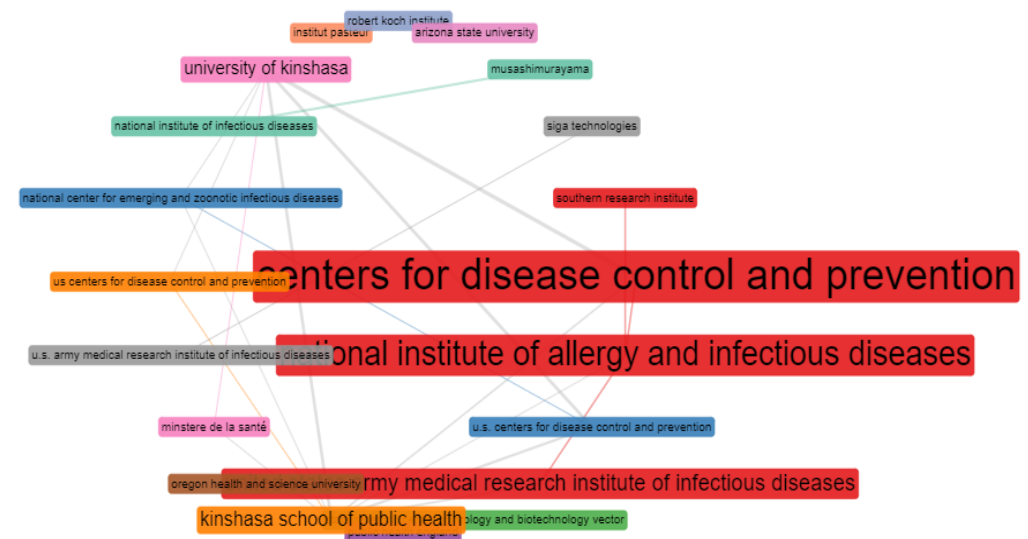 robert koch institute
institut pasteur
arizona state university
university of kinshasa
musashimurayama
national institute of infectious diseases
siga technologies
national center for emerging and zoonotic infectious diseases
southern research institute
centers for disease control and prevention
us centers for disease control and prevention
ional institute of allergy and infectious diseases
u.s. army medical research institute of infectious diseases
minstere de la santé
u.s. centers for disease control and prevention
oregon health and science university
rmy medical research institute of infectious diseases
kinshasa school of public health
ology and biotechnology vector
public health england